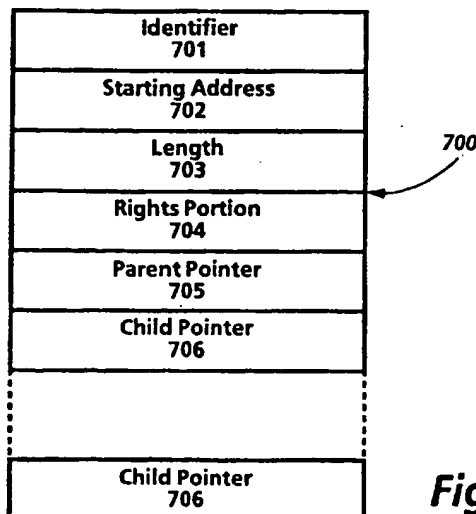 Identifier
701
Starting Address
702
Length
703
700
Rights Portion
704
Parent Pointer
705
Child Pointer
706
Child Pointer
706
Fig